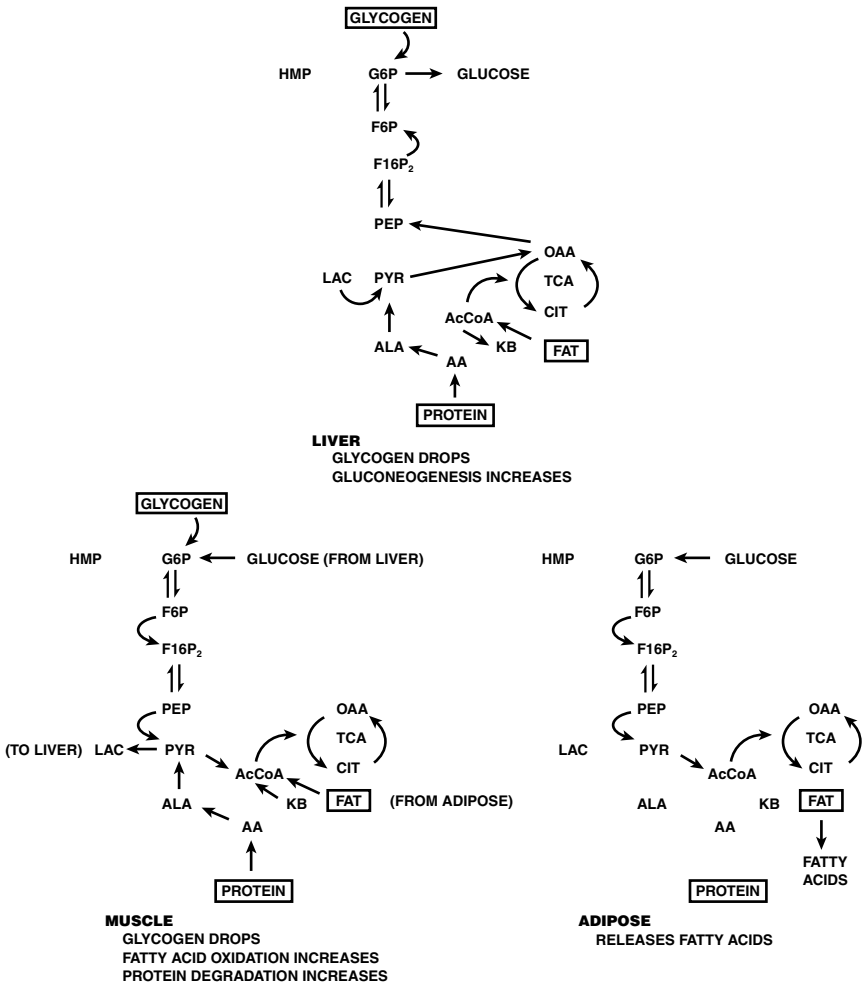 GLYCOGEN
HMP G6P GLUCOSE
F6P
F16P₂
PEP
OAA
LAC PYR TCA
CIT
AcCoA
ALA KB FAT
AA
PROTEIN
LIVER
GLYCOGEN DROPS
GLUCONEOGENESIS INCREASES
GLYCOGEN
HMP G6P GLUCOSE (FROM LIVER)
F6P
F16P₂
PEP OAA
TCA
(TO LIVER) LAC PYR
CIT
AcCoA
ALA KB FAT (FROM ADIPOSE)
AA
PROTEIN
MUSCLE
GLYCOGEN DROPS
FATTY ACID OXIDATION INCREASES
PROTEIN DEGRADATION INCREASES
HMP G6P GLUCOSE
F6P
F16P₂
PEP OAA
TCA
LAC PYR
CIT
AcCoA
ALA KB FAT
AA
FATTY
ACIDS
PROTEIN
ADIPOSE
RELEASES FATTY ACIDS